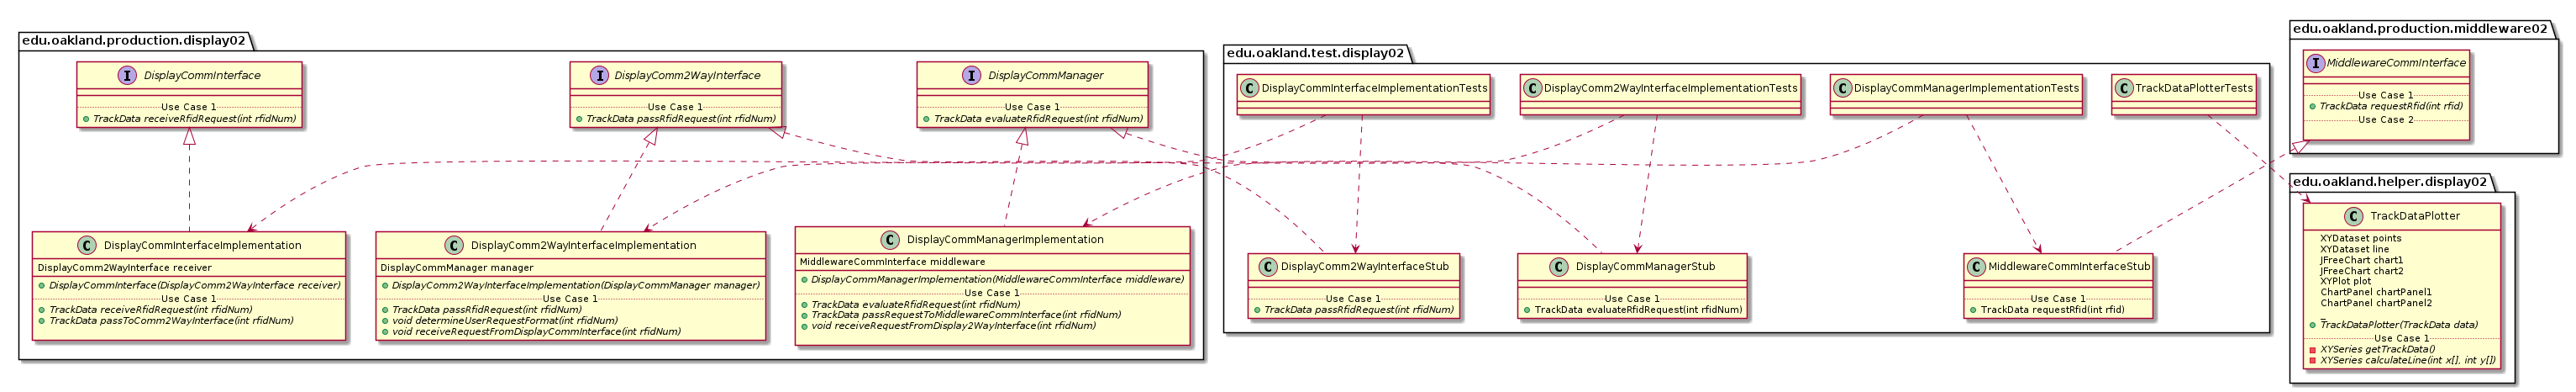 edu.oakland.production.display02
I DisplayCommInterface
Use Case 1
TrackData receiveRfidRequest(int rfidNum)
I DisplayComm2WayInterface
Use Case 1
TrackData passRfidRequest(int rfidNum)
I DisplayCommManager
Use Case 1
TrackData evaluateRfidRequest(int rfidNum)
C DisplayCommInterfaceImplementation
DisplayComm2WayInterface receiver
DisplayCommInterface(DisplayComm2WayInterface receiver)
Use Case 1
TrackData receiveRfidRequest(int rfidNum)
TrackData passToComm2WayInterface(int rfidNum)
C DisplayComm2WayInterfaceImplementation
DisplayCommManager manager
DisplayComm2WayInterfaceImplementation(DisplayCommManager manager)
Use Case 1
TrackData passRfidRequest(int rfidNum)
void determineUserRequestFormat(int rfidNum)
void receiveRequestFromDisplayCommInterface(int rfidNum)
C DisplayCommManagerImplementation
MiddlewareCommInterface middleware
DisplayCommManagerImplementation(MiddlewareCommInterface middleware)
Use Case 1
TrackData evaluateRfidRequest(int rfidNum)
TrackData passRequestToMiddlewareCommInterface(int rfidNum)
void receiveRequestFromDisplay2WayInterface(int rfidNum)
edu.oakland.test.display02
C DisplayCommInterfaceImplementationTests
C DisplayComm2WayInterfaceImplementationTests
C DisplayCommManagerImplementationTests
C TrackDataPlotterTests
C DisplayComm2WayInterfaceStub
Use Case 1
TrackData passRfidRequest(int rfidNum)
C DisplayCommManagerStub
Use Case 1
TrackData evaluateRfidRequest(int rfidNum)
C MiddlewareCommInterfaceStub
Use Case 1
TrackData requestRfid(int rfid)
edu.oakland.production.middleware02
I MiddlewareCommInterface
Use Case 1
TrackData requestRfid(int rfid)
Use Case 2
edu.oakland.helper.display02
C TrackDataPlotter
XYDataset points
XYDataset line
JFreeChart chart1
JFreeChart chart2
XYPlot plot
ChartPanel chartPanel1
ChartPanel chartPanel2
_
TrackDataPlotter(TrackData data)
Use Case 1
XYSeries getTrackData()
XYSeries calculateLine(int x[], int y[])